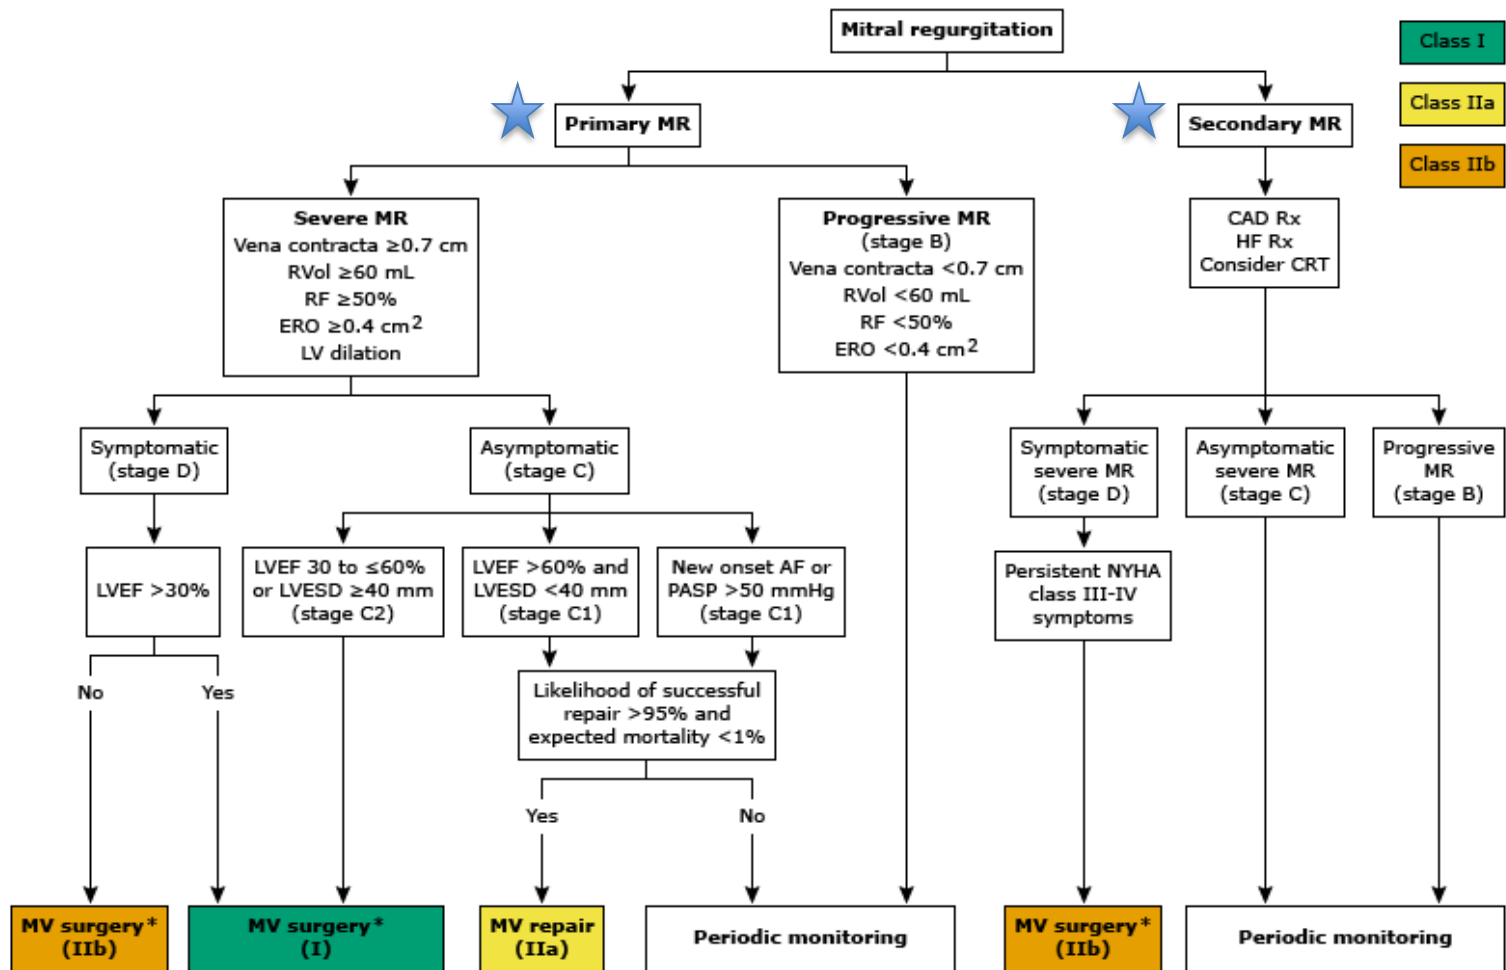 Mitral regurgitation
Class I
Class IIa
Class IIb
Primary MR
Secondary MR
Severe MR
Vena contracta ≥0.7 cm
RVol ≥60 mL
RF ≥50%
ERO ≥0.4 cm²
LV dilation
Progressive MR
(stage B)
Vena contracta <0.7 cm
RVol <60 mL
RF <50%
ERO <0.4 cm²
CAD Rx
HF Rx
Consider CRT
Symptomatic
(stage D)
Asymptomatic
(stage C)
Symptomatic
severe MR
(stage D)
Asymptomatic
severe MR
(stage C)
Progressive
MR
(stage B)
LVEF >30%
LVEF 30 to ≤60%
or LVESD ≥40 mm
(stage C2)
LVEF >60% and
LVESD <40 mm
(stage C1)
New onset AF or
PASP >50 mmHg
(stage C1)
Persistent NYHA
class III-IV
symptoms
No
Yes
Likelihood of successful
repair >95% and
expected mortality <1%
Yes
No
MV surgery*
(IIb)
MV surgery*
(I)
MV repair
(IIa)
Periodic monitoring
MV surgery*
(IIb)
Periodic monitoring